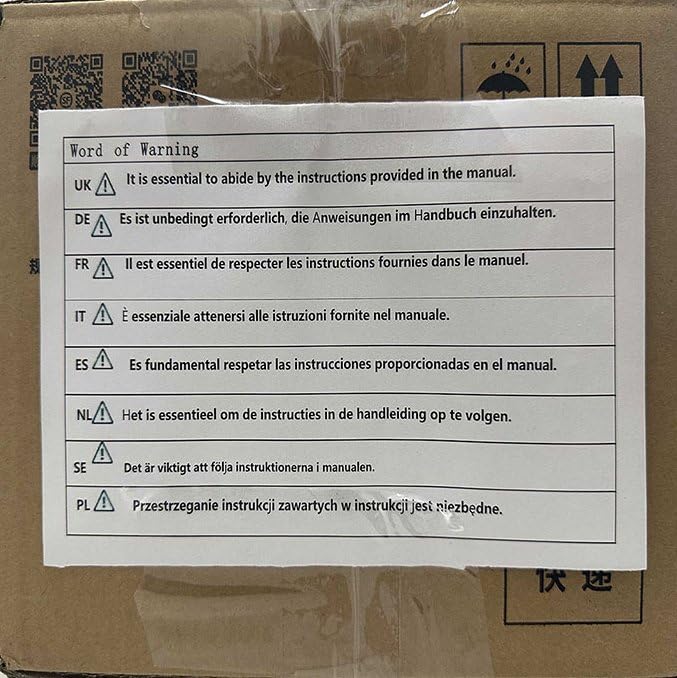 Word of Warning
UK It is essential to abide by the instructions provided in the manual.
DE Es ist unbedingt erforderlich, die Anweisungen im Handbuch einzuhalten.
FR Il est essentiel de respecter les instructions fournies dans le manuel.
IT È essenziale attenersi alle istruzioni fornite nel manuale.
ES Es fundamental respetar las instrucciones proporcionadas en el manual.
NL Het is essentieel om de instructies in de handleiding op te volgen.
SE Det är viktigt att följa instruktionerna i manualen.
PL Przestrzeganie instrukcji zawartych w instrukcji jest niezbędne.
快递